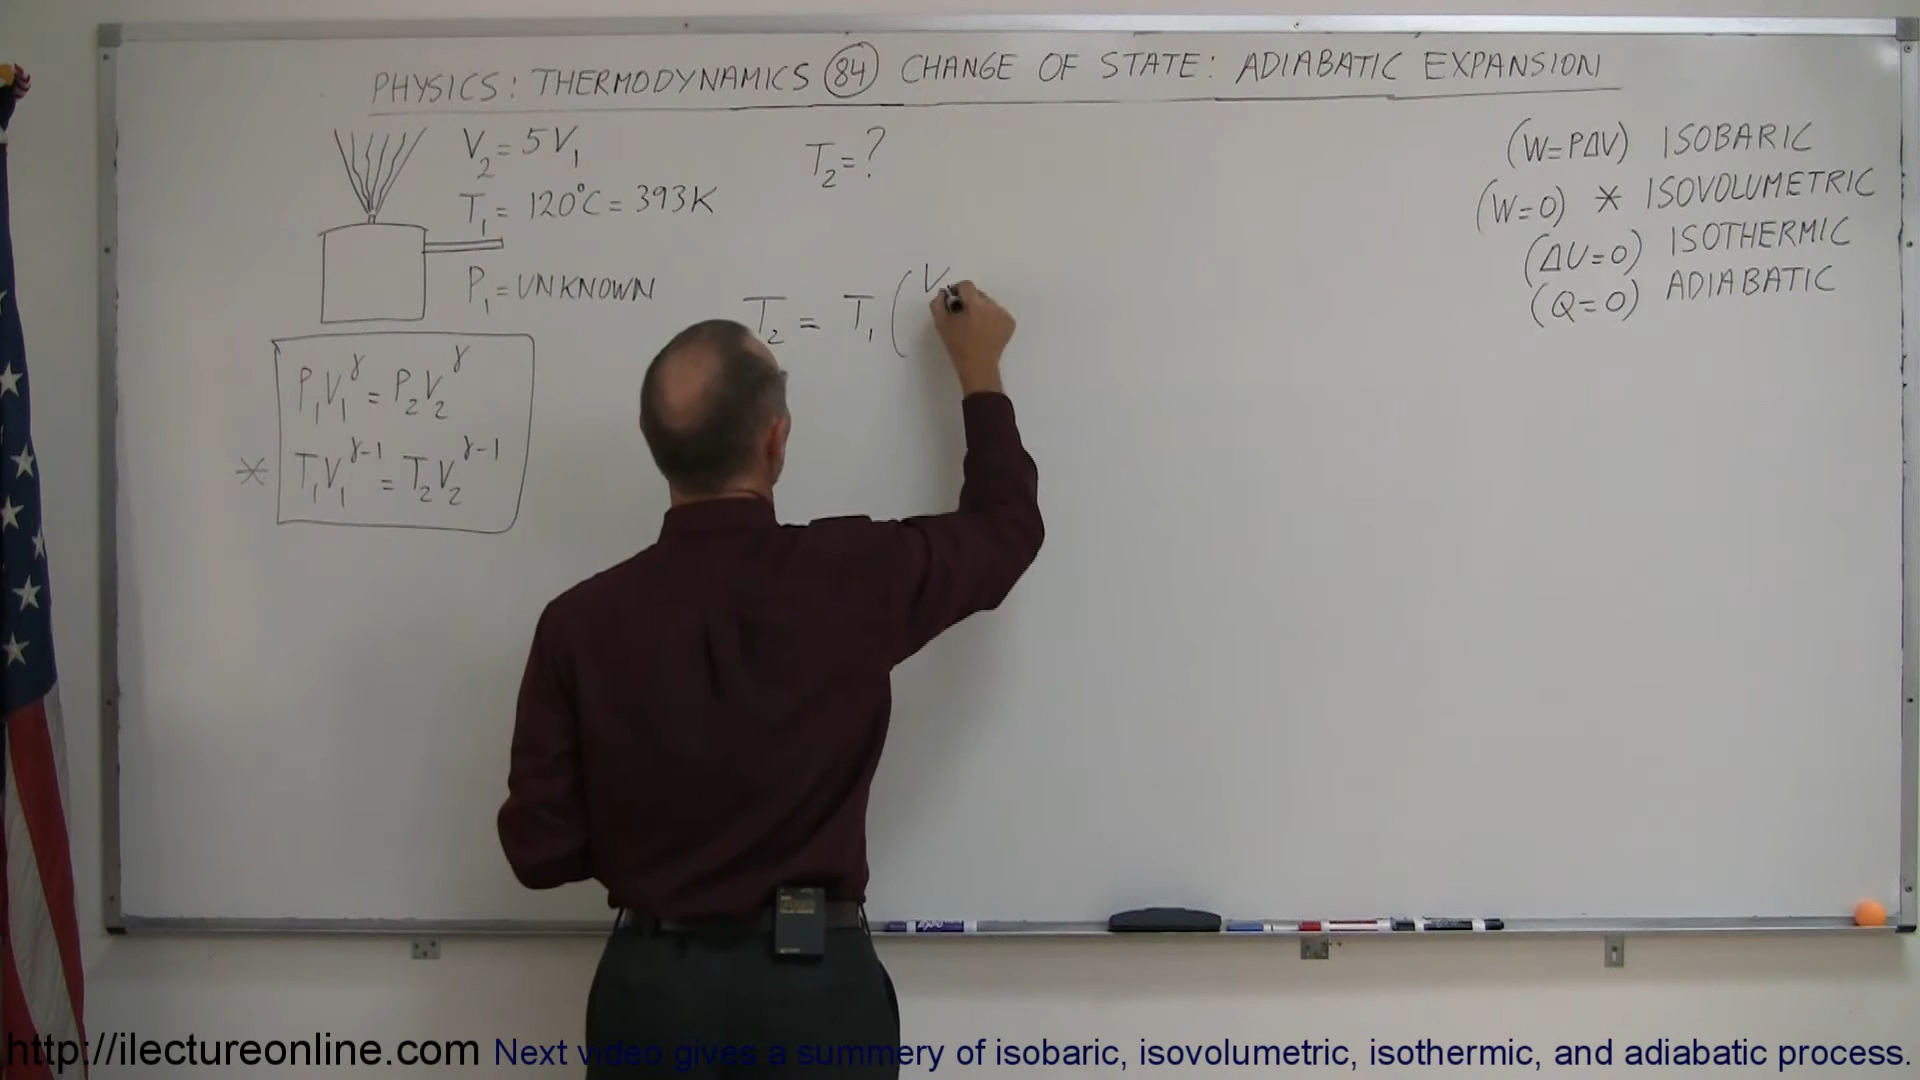 PHYSICS: THERMODYNAMICS 84 CHANGE OF STATE: ADIABATIC EXPANSION
V₂ = 5V₁
T₁ = 120°C = 393K
P₁ = UNKNOWN
T₂ = ?
(W=PΔV) ISOBARIC
(W=0) * ISOVOLUMETRIC
(ΔU=0) ISOTHERMIC
(Q=0) ADIABATIC
P₁V₁^γ = P₂V₂^γ
* T₁V₁^γ-1 = T₂V₂^γ-1
T₂ = T₁ (V
http://ilectureonline.com Next video gives a summery of isobaric, isovolumetric, isothermic, and adiabatic process.